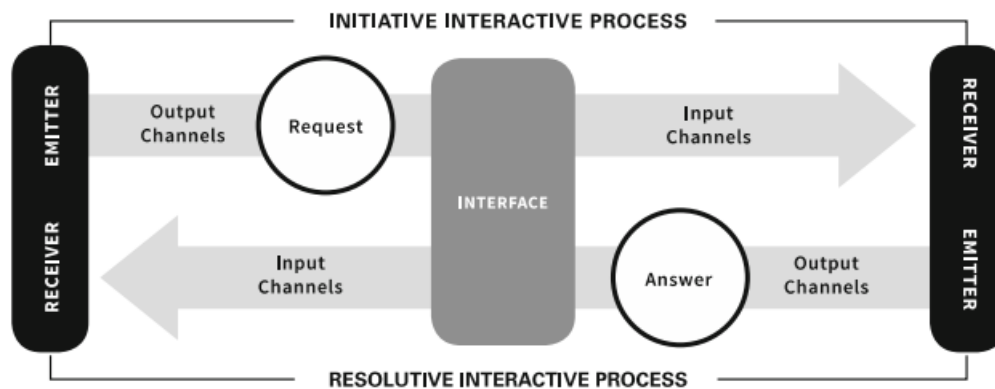 INITIATIVE INTERACTIVE PROCESS
EMITTER
Output
Channels
Request
Input
Channels
RECEIVER
INTERFACE
RECEIVER
Input
Channels
Answer
Output
Channels
EMITTER
RESOLUTIVE INTERACTIVE PROCESS